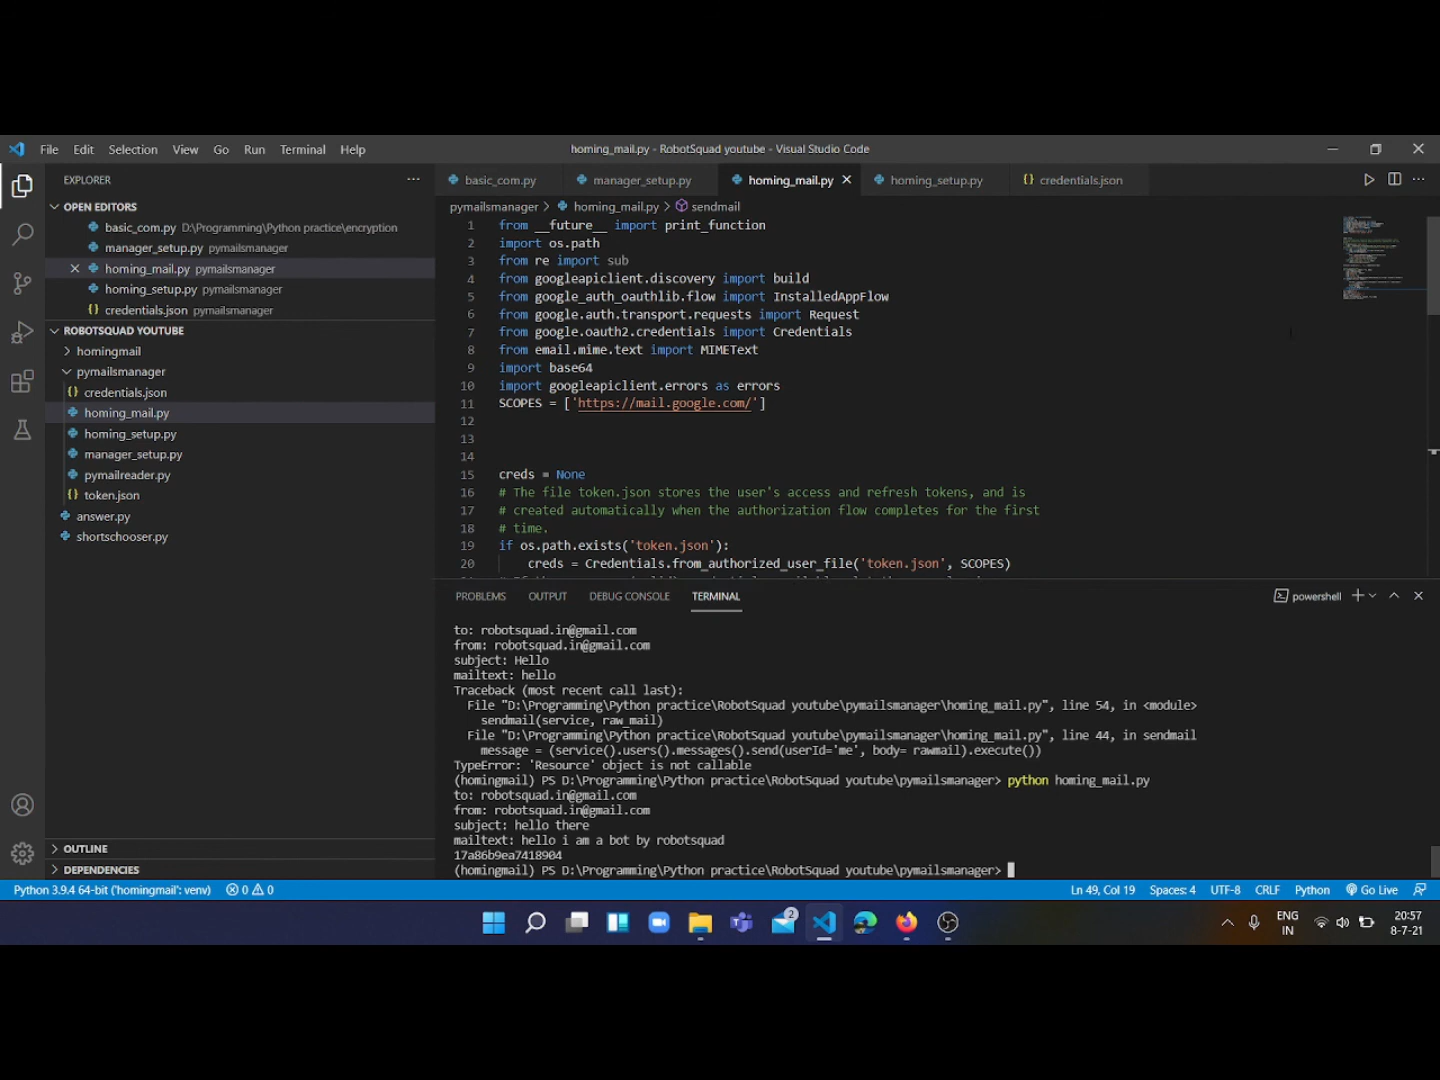 File Edit Selection View Go Run Terminal Help
homing_mail.py - RobotSquad youtube - Visual Studio Code
EXPLORER
OPEN EDITORS
basic_com.py D:\Programming\Python practice\encryption
manager_setup.py pymailsmanager
homing_mail.py pymailsmanager
homing_setup.py pymailsmanager
{} credentials.json pymailsmanager
ROBOTSQUAD YOUTUBE
homingmail
pymailsmanager
{} credentials.json
homing_mail.py
homing_setup.py
manager_setup.py
pymailreader.py
{} token.json
answer.py
shortschooser.py
OUTLINE
DEPENDENCIES
basic_com.py manager_setup.py homing_mail.py homing_setup.py {} credentials.json
pymailsmanager > homing_mail.py > sendmail
1 from __future__ import print_function
2 import os.path
3 from re import sub
4 from googleapiclient.discovery import build
5 from google_auth_oauthlib.flow import InstalledAppFlow
6 from google.auth.transport.requests import Request
7 from google.oauth2.credentials import Credentials
8 from email.mime.text import MIMEText
9 import base64
10 import googleapiclient.errors as errors
11 SCOPES = ['https://mail.google.com/']
12
13
14
15 creds = None
16 # The file token.json stores the user's access and refresh tokens, and is
17 # created automatically when the authorization flow completes for the first
18 # time.
19 if os.path.exists('token.json'):
20 creds = Credentials.from_authorized_user_file('token.json', SCOPES)
PROBLEMS OUTPUT DEBUG CONSOLE TERMINAL
powershell
to: robotsquad.in@gmail.com
from: robotsquad.in@gmail.com
subject: Hello
mailtext: hello
Traceback (most recent call last):
File "D:\Programming\Python practice\RobotSquad youtube\pymailsmanager\homing_mail.py", line 54, in <module>
sendmail(service, raw_mail)
File "D:\Programming\Python practice\RobotSquad youtube\pymailsmanager\homing_mail.py", line 44, in sendmail
message = (service().users().messages().send(userId='me', body= rawmail).execute())
TypeError: 'Resource' object is not callable
(homingmail) PS D:\Programming\Python practice\RobotSquad youtube\pymailsmanager> python homing_mail.py
to: robotsquad.in@gmail.com
from: robotsquad.in@gmail.com
subject: hello there
mailtext: hello i am a bot by robotsquad
17a86b9ea7418904
(homingmail) PS D:\Programming\Python practice\RobotSquad youtube\pymailsmanager>
Python 3.9.4 64-bit ('homingmail': venv) 0 0 Ln 49, Col 19 Spaces: 4 UTF-8 CRLF Python Go Live
2
ENG
IN
20:57
8-7-21